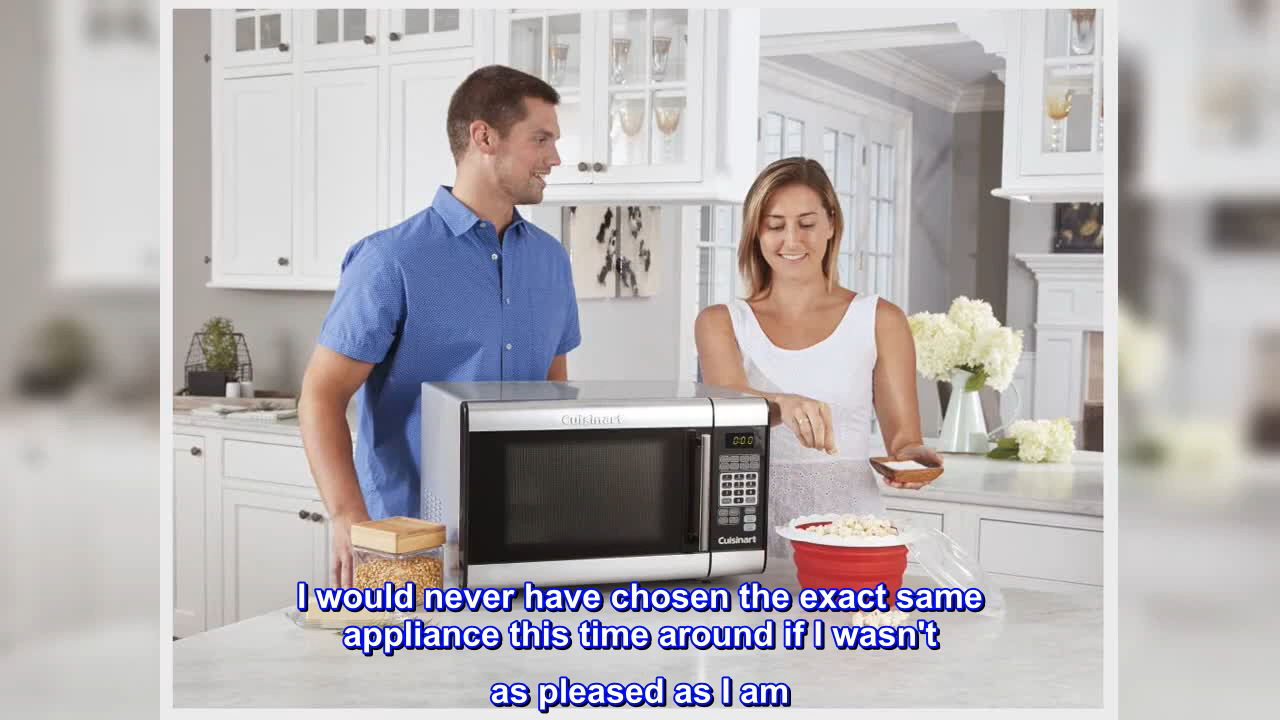 Cuisinart
0:00
Cuisinart
I would never have chosen the exact same
appliance this time around if I wasn't
as pleased as I am